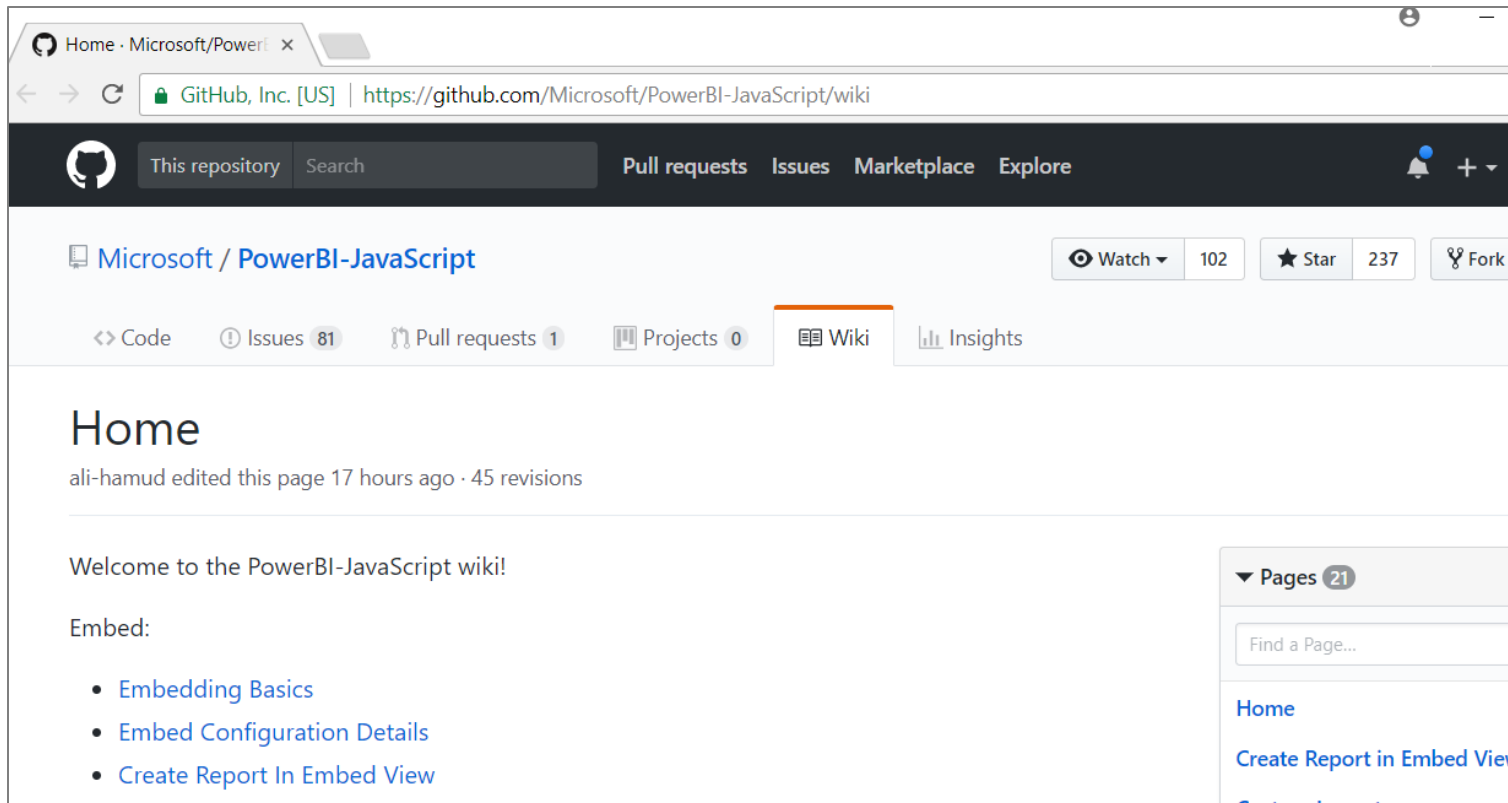 Home · Microsoft/Power
GitHub, Inc. [US] | https://github.com/Microsoft/PowerBI-JavaScript/wiki
This repository Search Pull requests Issues Marketplace Explore
Microsoft / PowerBI-JavaScript Watch 102 Star 237 Fork
Code Issues 81 Pull requests 1 Projects 0 Wiki Insights
Home
ali-hamud edited this page 17 hours ago · 45 revisions
Welcome to the PowerBI-JavaScript wiki!
Embed:
• Embedding Basics
• Embed Configuration Details
• Create Report In Embed View
Pages 21
Find a Page...
Home
Create Report in Embed View